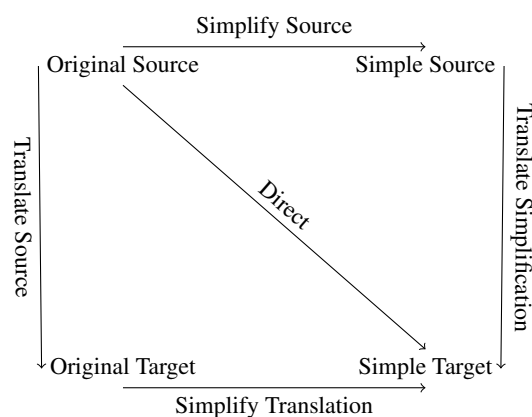 Simplify Source
Original Source
Simple Source
Translate Source
Direct
Translate Simplification
Original Target
Simple Target
Simplify Translation